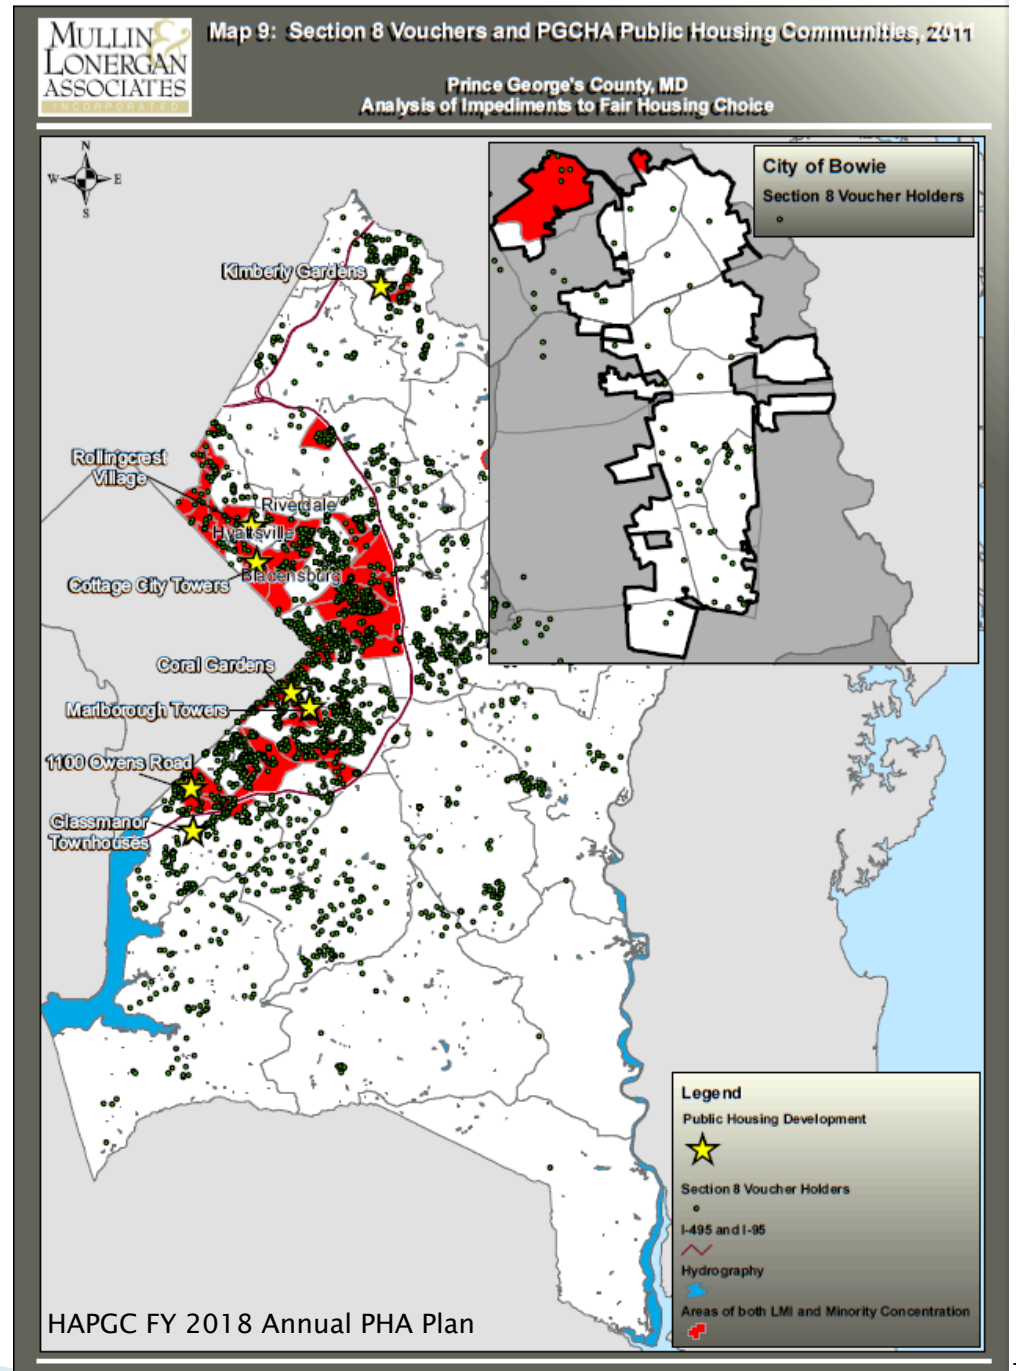 MULLIN &
LONERGAN
ASSOCIATES
INCORPORATED
Map 9: Section 8 Vouchers and PGCHA Public Housing Communities, 2011
Prince George's County, MD
Analysis of Impediments to Fair Housing Choice
N
W E
S
City of Bowie
Section 8 Voucher Holders
Kimberly Gardens
Rollingcrest
Village
Riverdale
Hyattsville
Cottage City Towers
Bladensburg
Coral Gardens
Marlborough Towers
1100 Owens Road
Glassmanor
Townhouses
Legend
Public Housing Development
Section 8 Voucher Holders
I-495 and I-95
Hydrography
Areas of both LMI and Minority Concentration
HAPGC FY 2018 Annual PHA Plan